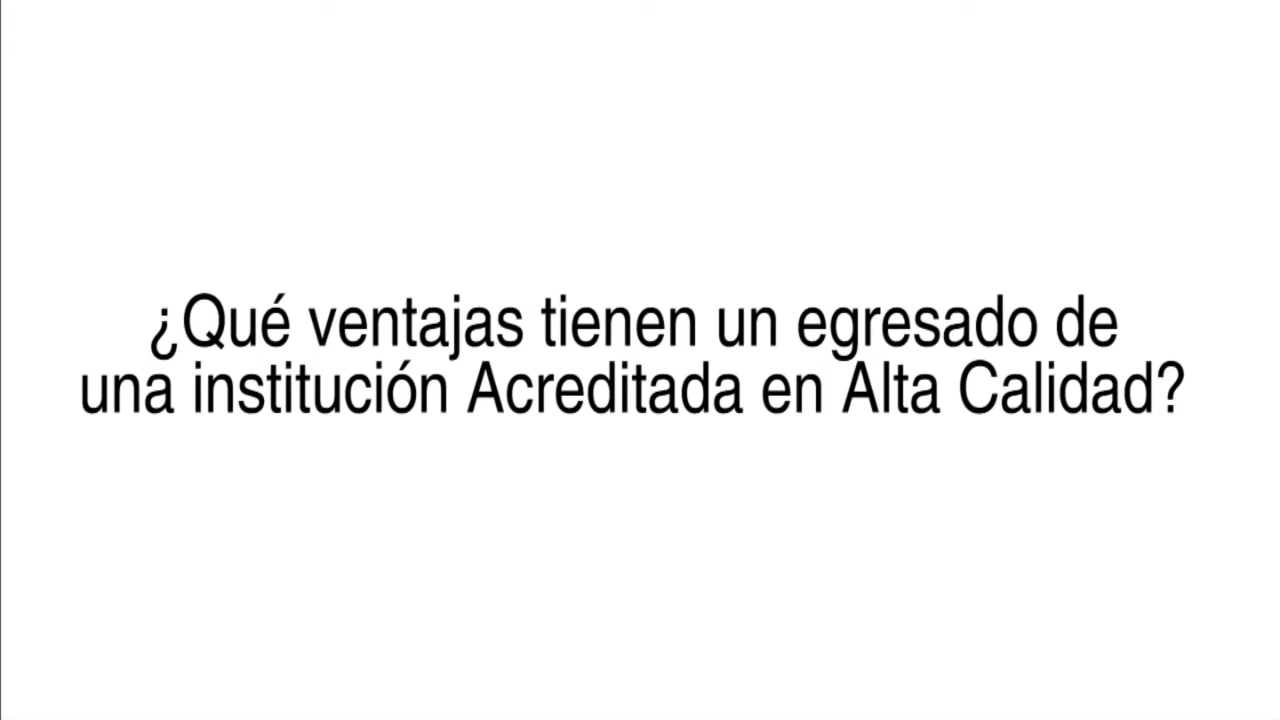 ¿Qué ventajas tienen un egresado de
una institución Acreditada en Alta Calidad?